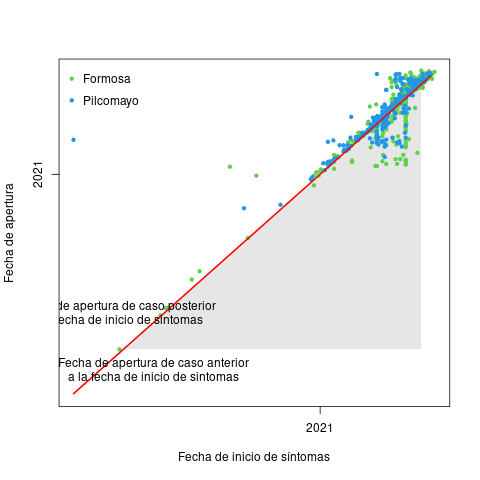 Formosa
Pilcomayo
2021
Fecha de apertura
de apertura de caso posterior
echa de inicio de síntomas
Fecha de apertura de caso anterior
a la fecha de inicio de síntomas
2021
Fecha de inicio de síntomas